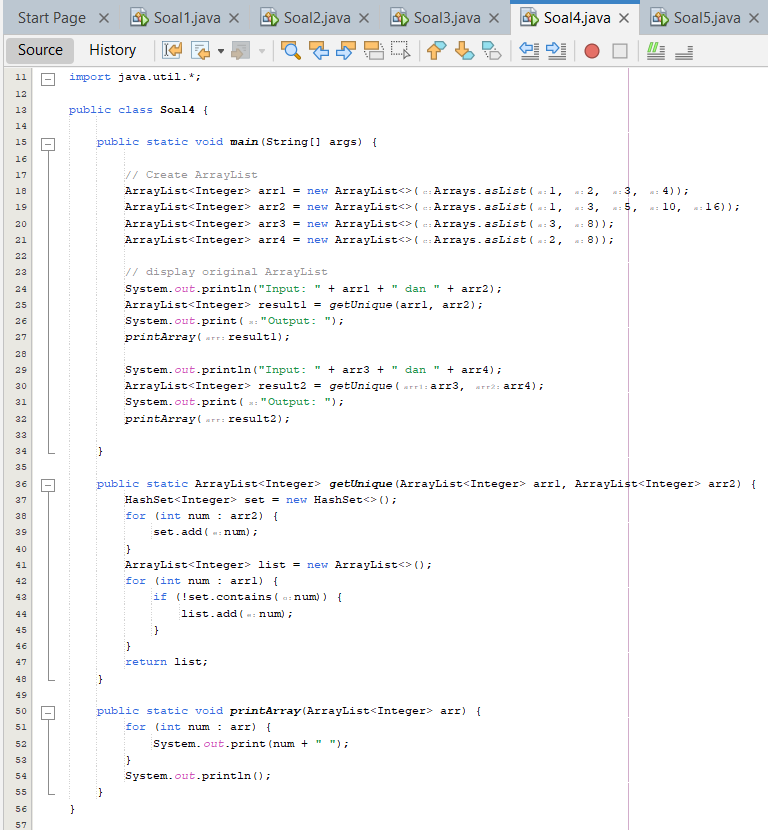 Start Page Soal1.java Soal2.java Soal3.java Soal4.java Soal5.java
Source History
11 import java.util.*;
12
13 public class Soal4 {
14
15 public static void main(String[] args) {
16
17 // Create ArrayList
18 ArrayList<Integer> arr1 = new ArrayList<>( c: Arrays.asList( a: 1, a: 2, a: 3, a: 4));
19 ArrayList<Integer> arr2 = new ArrayList<>( c: Arrays.asList( a: 1, a: 3, a: 5, a: 10, a: 16));
20 ArrayList<Integer> arr3 = new ArrayList<>( c: Arrays.asList( a: 3, a: 8));
21 ArrayList<Integer> arr4 = new ArrayList<>( c: Arrays.asList( a: 2, a: 8));
22
23 // display original ArrayList
24 System.out.println("Input: " + arr1 + " dan " + arr2);
25 ArrayList<Integer> result1 = getUnique(arr1, arr2);
26 System.out.print( s: "Output: ");
27 printArray( arr: result1);
28
29 System.out.println("Input: " + arr3 + " dan " + arr4);
30 ArrayList<Integer> result2 = getUnique( arr1: arr3, arr2: arr4);
31 System.out.print( s: "Output: ");
32 printArray( arr: result2);
33
34 }
35
36 public static ArrayList<Integer> getUnique(ArrayList<Integer> arr1, ArrayList<Integer> arr2) {
37 HashSet<Integer> set = new HashSet<>();
38 for (int num : arr2) {
39 set.add( e: num);
40 }
41 ArrayList<Integer> list = new ArrayList<>();
42 for (int num : arr1) {
43 if (!set.contains( o: num)) {
44 list.add( e: num);
45 }
46 }
47 return list;
48 }
49
50 public static void printArray(ArrayList<Integer> arr) {
51 for (int num : arr) {
52 System.out.print(num + " ");
53 }
54 System.out.println();
55 }
56 }
57